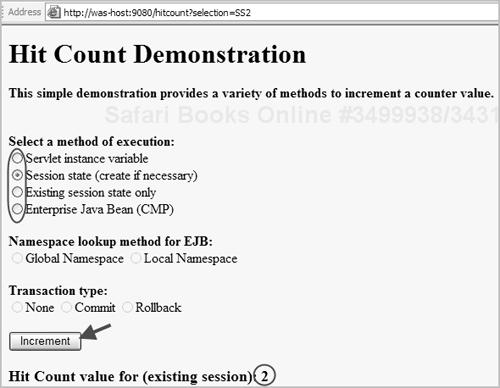 Address http://was-host:9080/hitcount?selection=SS2
Hit Count Demonstration
This simple demonstration provides a variety of methods to increment a counter value.
Safari Books Online #3499938/3431
Select a method of execution:
Servlet instance variable
Session state (create if necessary)
Existing session state only
Enterprise Java Bean (CMP)
Namespace lookup method for EJB:
Global Namespace Local Namespace
Transaction type:
None Commit Rollback
Increment
Hit Count value for (existing session): 2